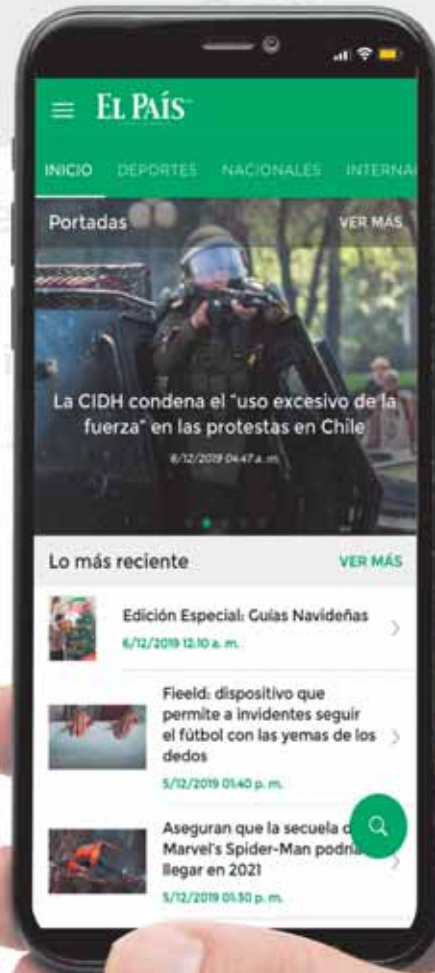 EL PAÍS
INICIO DEPORTES NACIONALES INTERNA
Portadas VER MÁS
La CIDH condena el "uso excesivo de la
fuerza" en las protestas en Chile
6/12/2019 04:47 a. m.
Lo más reciente VER MÁS
Edición Especial: Guías Navideñas
6/12/2019 12:10 a. m.
Fieeld: dispositivo que
permite a invidentes seguir
el fútbol con las yemas de los
dedos
5/12/2019 01:40 p. m.
Aseguran que la secuela d
Marvel's Spider-Man podría
llegar en 2021
5/12/2019 01:30 p. m.